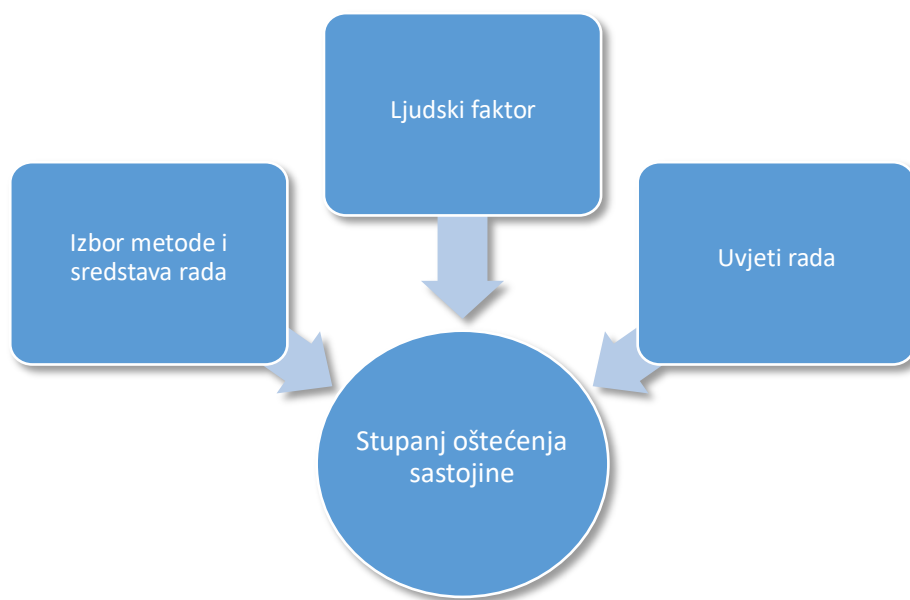 Ljudski faktor
Izbor metode i
sredstava rada
Uvjeti rada
Stupanj oštećenja
sastojine